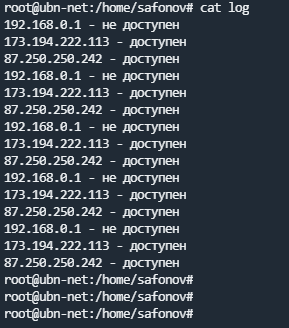 root@ubn-net:/home/safonov# cat log
192.168.0.1 - не доступен
173.194.222.113 - доступен
87.250.250.242 - доступен
192.168.0.1 - не доступен
173.194.222.113 - доступен
87.250.250.242 - доступен
192.168.0.1 - не доступен
173.194.222.113 - доступен
87.250.250.242 - доступен
192.168.0.1 - не доступен
173.194.222.113 - доступен
87.250.250.242 - доступен
192.168.0.1 - не доступен
173.194.222.113 - доступен
87.250.250.242 - доступен
root@ubn-net:/home/safonov#
root@ubn-net:/home/safonov#
root@ubn-net:/home/safonov#